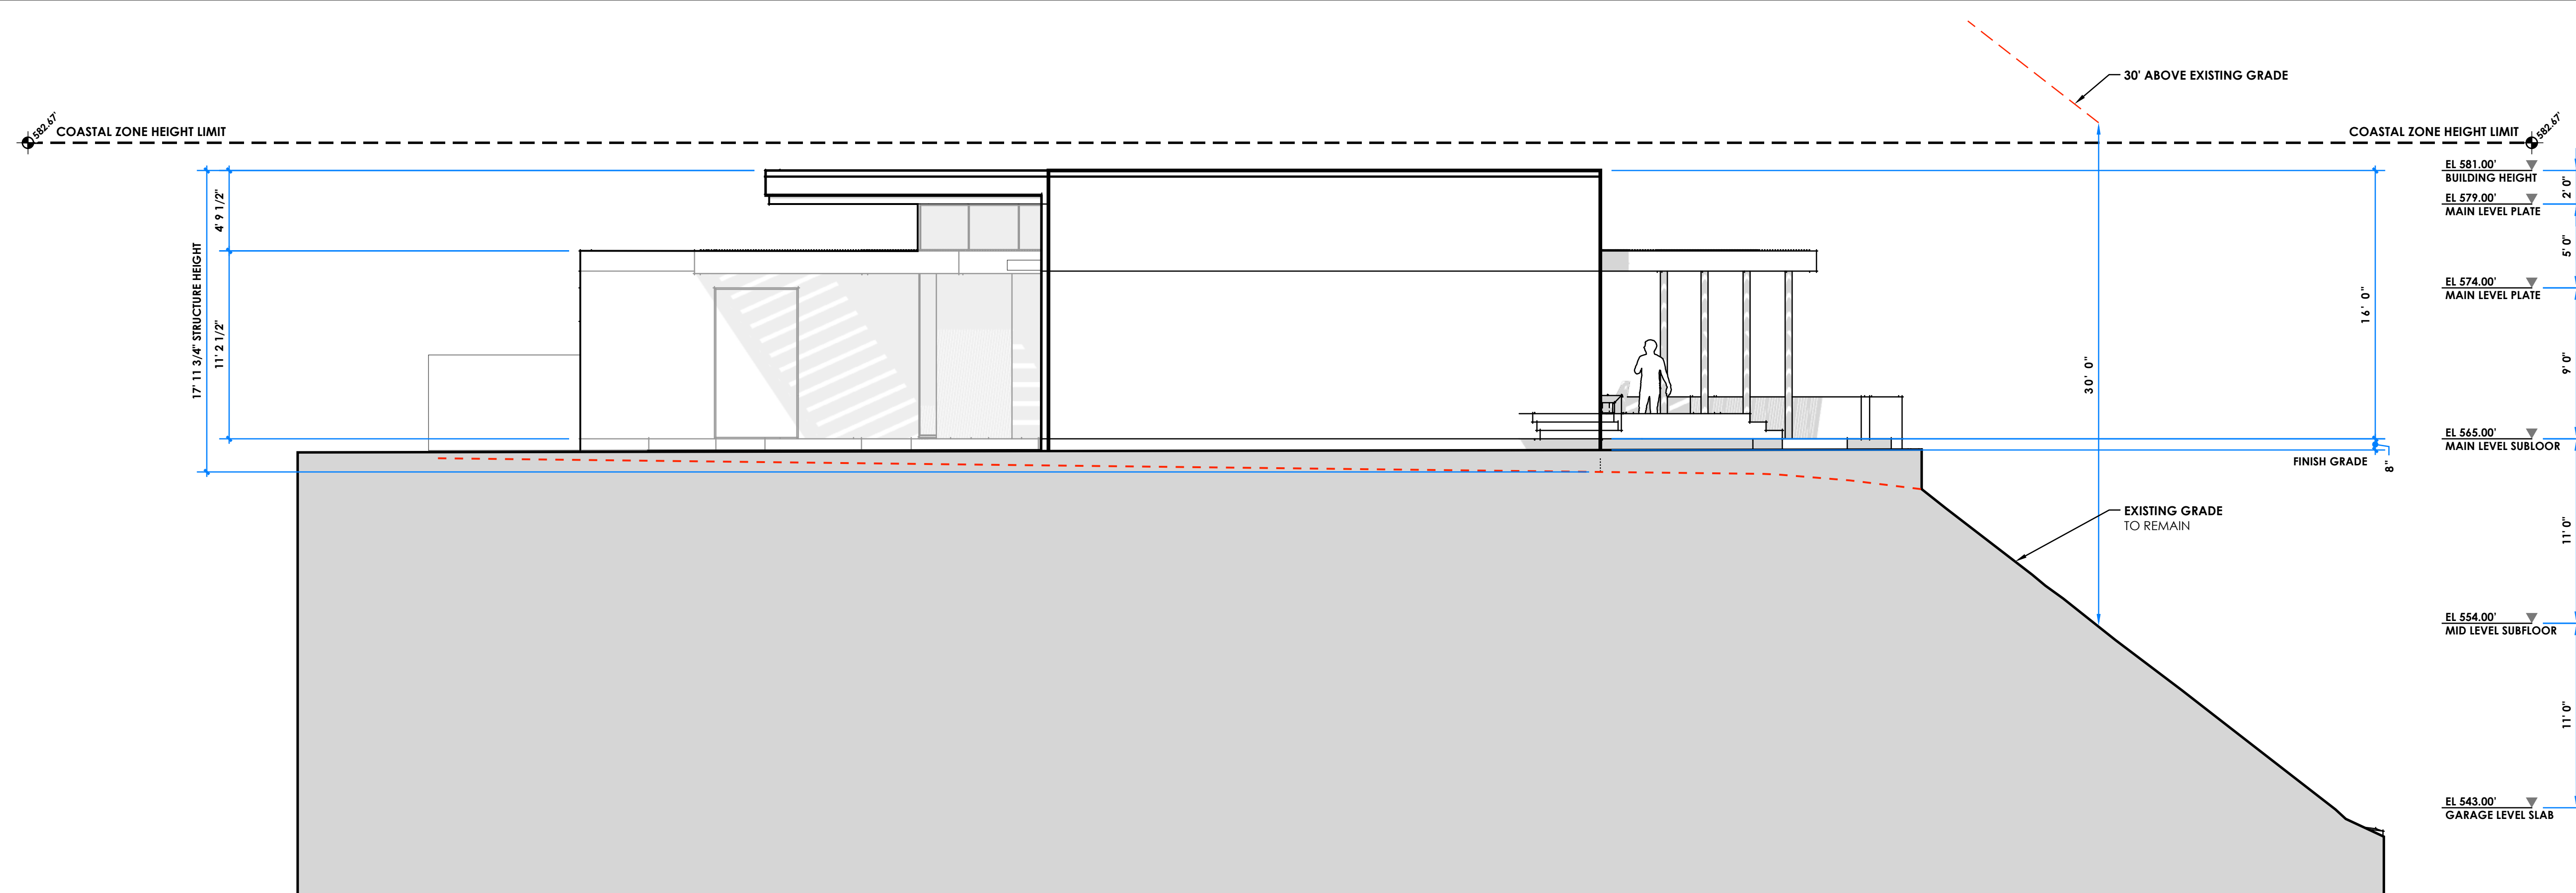 30' ABOVE EXISTING GRADE
582.67'
COASTAL ZONE HEIGHT LIMIT
COASTAL ZONE HEIGHT LIMIT
582.67'
EL 581.00'
BUILDING HEIGHT
2' 0"
EL 579.00'
MAIN LEVEL PLATE
4' 9 1/2"
5' 0"
EL 574.00'
MAIN LEVEL PLATE
17' 11 3/4" STRUCTURE HEIGHT
11' 2 1/2"
16' 0"
30' 0"
9' 0"
EL 565.00'
MAIN LEVEL SUBLOOR
FINISH GRADE
8"
EXISTING GRADE
TO REMAIN
11' 0"
EL 554.00'
MID LEVEL SUBFLOOR
11' 0"
EL 543.00'
GARAGE LEVEL SLAB